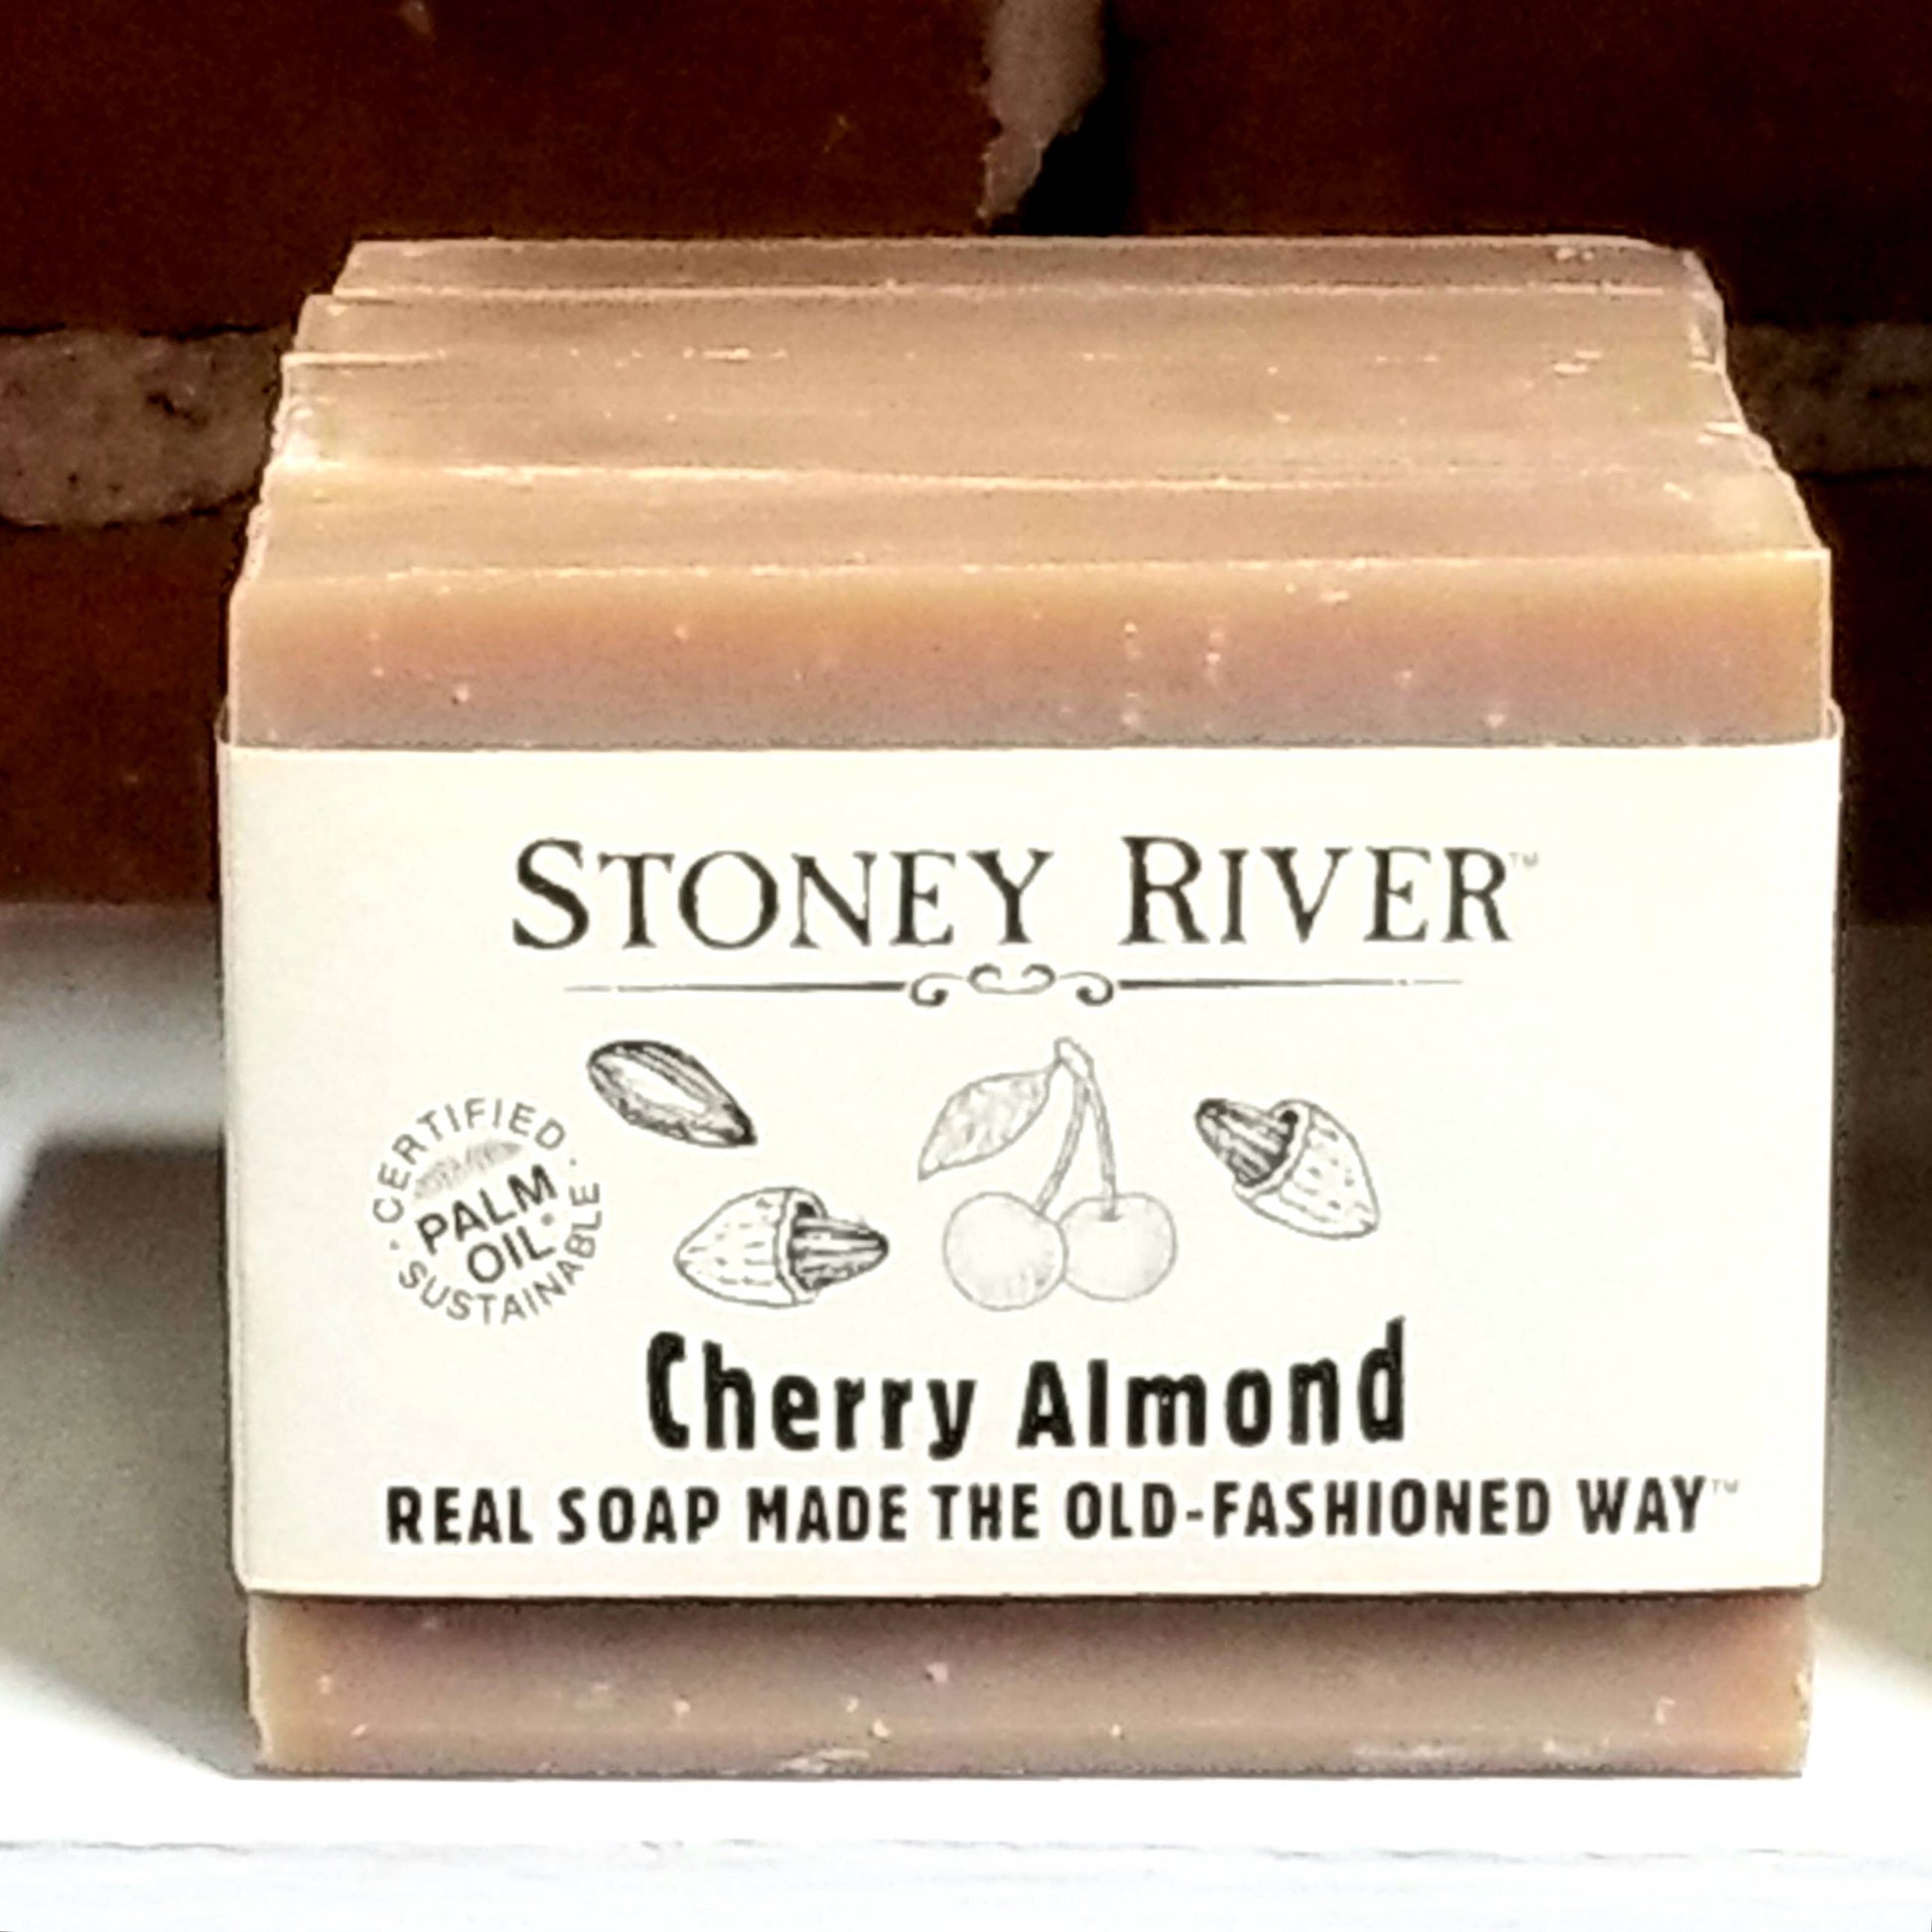 STONEY RIVER™
CERTIFIED
PALM
OIL
SUSTAINABLE
Cherry Almond
REAL SOAP MADE THE OLD-FASHIONED WAY™